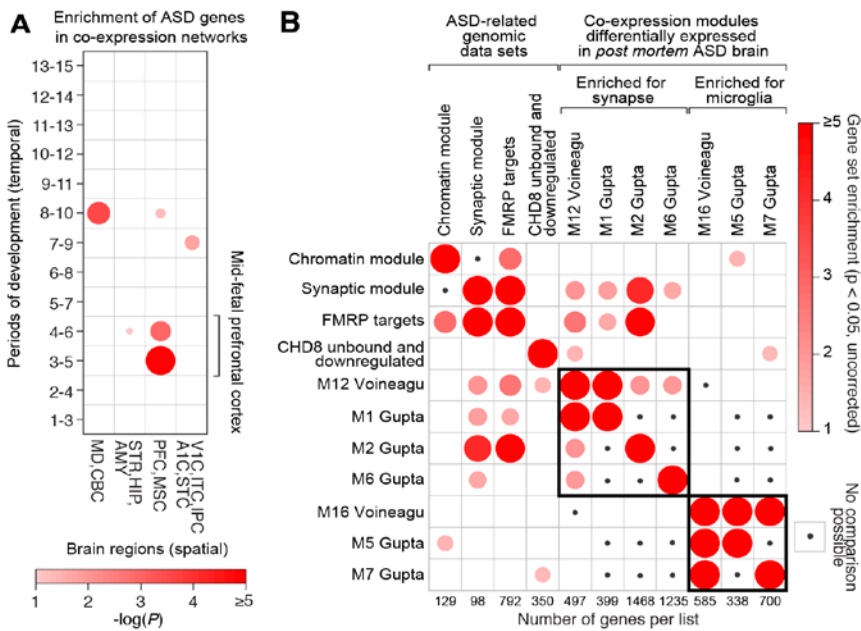 A
Enrichment of ASD genes
in co-expression networks
Periods of development (temporal)
13-15
12-14
11-13
10-12
9-11
8-10
7-9
6-8
5-7
4-6
3-5
2-4
1-3
Mid-fetal prefrontal
cortex
MD,CBC
STR,HIP,
AMY
PFC,MSC
V1C,ITC,IPC
A1C,STC
Brain regions (spatial)
1 2 3 4 ≥5
-log(P)
B
ASD-related
genomic
data sets
Co-expression modules
differentially expressed
in post mortem ASD brain
Enriched for
synapse
Enriched for
microglia
Chromatin module
Synaptic module
FMRP targets
CHD8 unbound and
downregulated
M12 Voineagu
M1 Gupta
M2 Gupta
M6 Gupta
M16 Voineagu
M5 Gupta
M7 Gupta
Chromatin module
Synaptic module
FMRP targets
CHD8 unbound and
downregulated
M12 Voineagu
M1 Gupta
M2 Gupta
M6 Gupta
M16 Voineagu
M5 Gupta
M7 Gupta
129 98 792 350 497 399 1468 1235 585 338 700
Number of genes per list
≥5
4
3
2
1
Gene set enrichment (p < 0.05, uncorrected)
No comparison
possible